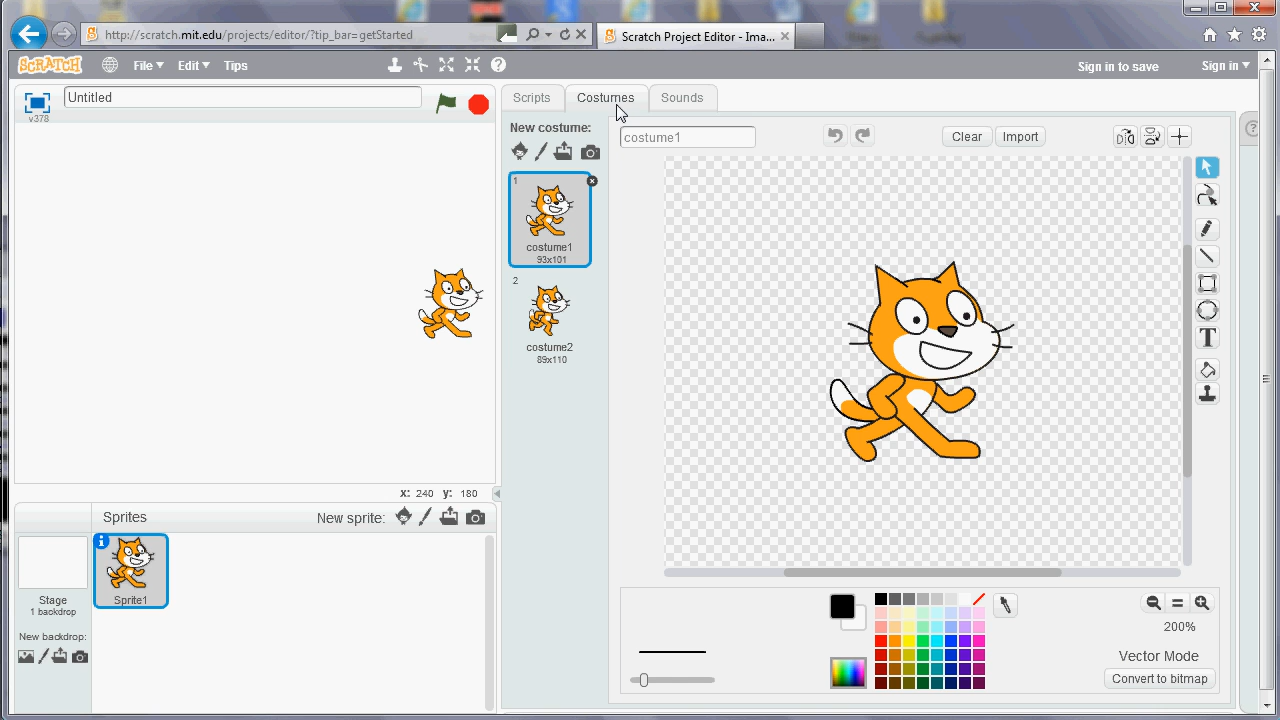 http://scratch.mit.edu/projects/editor/?tip_bar=getStarted
Scratch Project Editor - Ima...
SCRATCH
File
Edit
Tips
Sign in to save
Sign in
v378
Untitled
Scripts
Costumes
Sounds
New costume:
costume1
Clear
Import
1
costume1
93x101
2
costume2
89x110
T
x: 240 y: 180
Sprites
New sprite:
Sprite1
Stage
1 backdrop
New backdrop:
200%
Vector Mode
Convert to bitmap